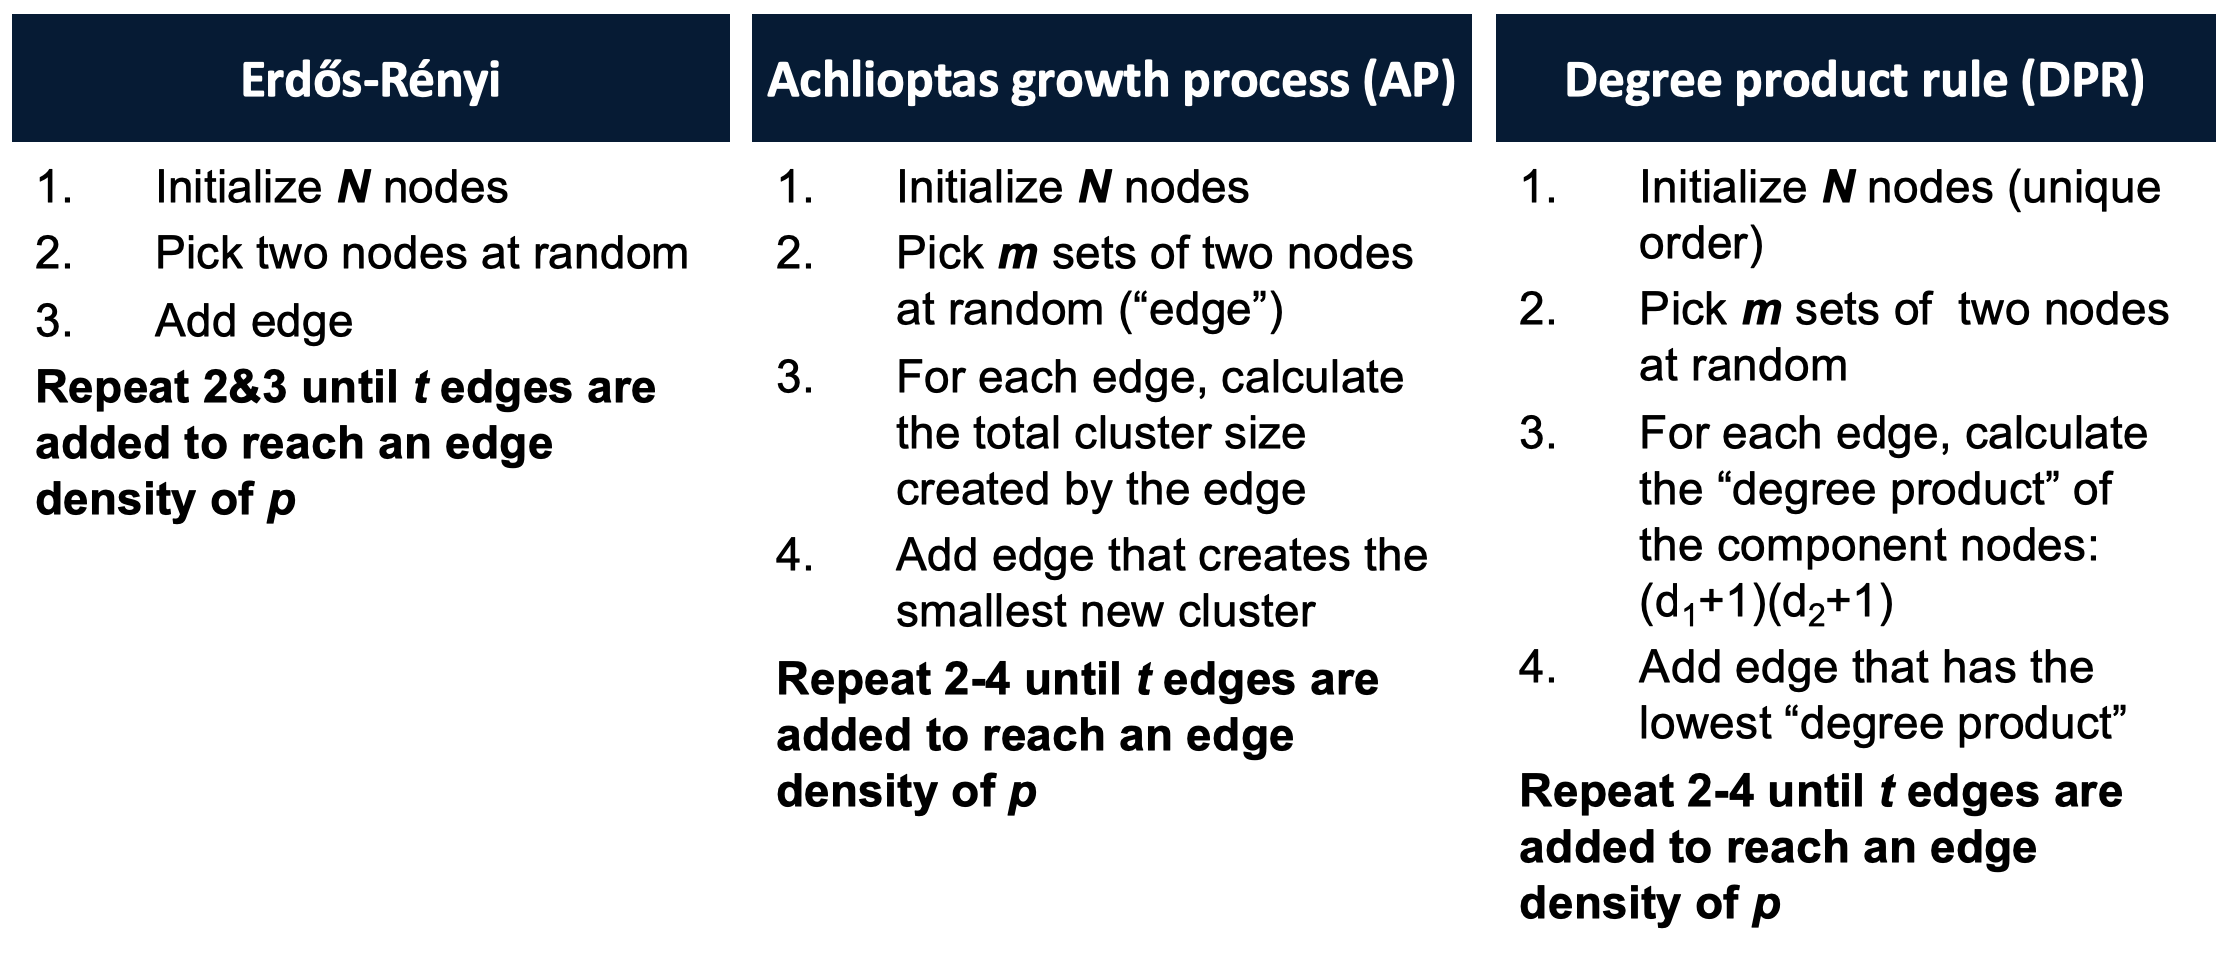 Erdős-Rényi
1. Initialize N nodes
2. Pick two nodes at random
3. Add edge
Repeat 2&3 until t edges are
added to reach an edge
density of p
Achlioptas growth process (AP)
1. Initialize N nodes
2. Pick m sets of two nodes
at random (“edge”)
3. For each edge, calculate
the total cluster size
created by the edge
4. Add edge that creates the
smallest new cluster
Repeat 2-4 until t edges are
added to reach an edge
density of p
Degree product rule (DPR)
1. Initialize N nodes (unique
order)
2. Pick m sets of two nodes
at random
3. For each edge, calculate
the “degree product” of
the component nodes:
(d₁+1)(d₂+1)
4. Add edge that has the
lowest “degree product”
Repeat 2-4 until t edges are
added to reach an edge
density of p